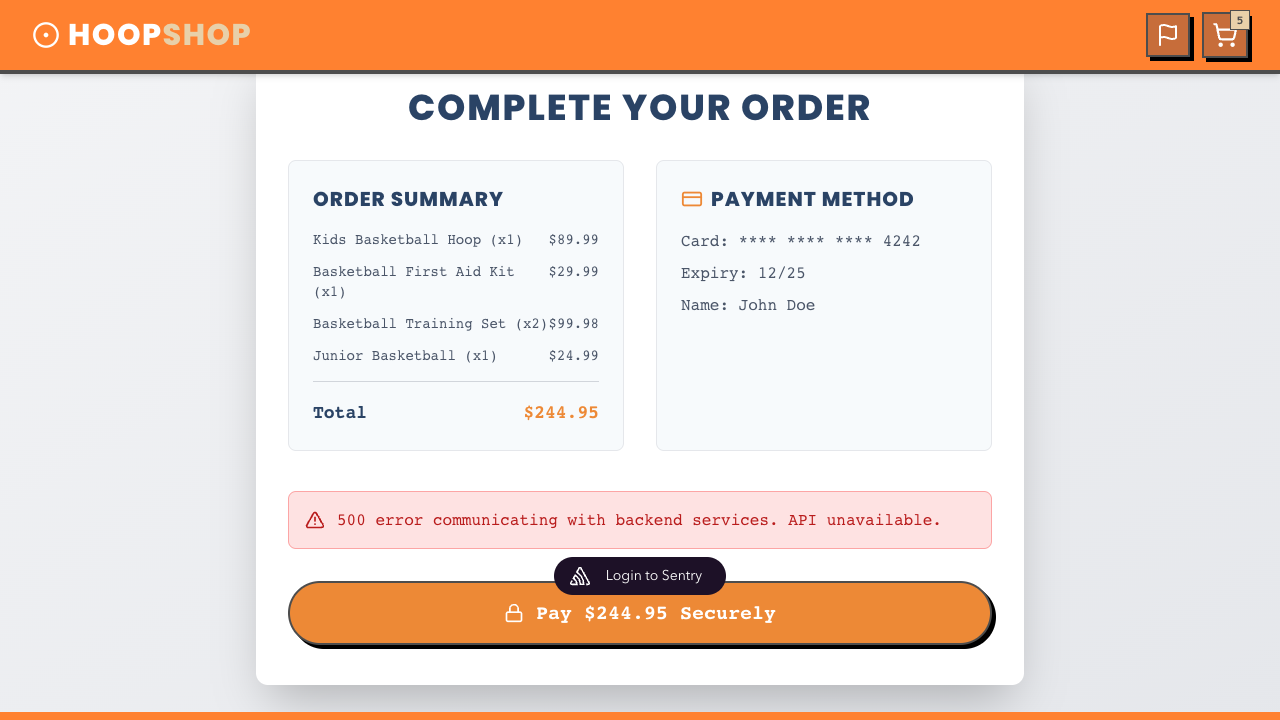 HOOPSHOP
5
COMPLETE YOUR ORDER
ORDER SUMMARY
Kids Basketball Hoop (x1) $89.99
Basketball First Aid Kit $29.99
(x1)
Basketball Training Set (x2) $99.98
Junior Basketball (x1) $24.99
Total $244.95
PAYMENT METHOD
Card: **** **** **** 4242
Expiry: 12/25
Name: John Doe
500 error communicating with backend services. API unavailable.
Login to Sentry
Pay $244.95 Securely